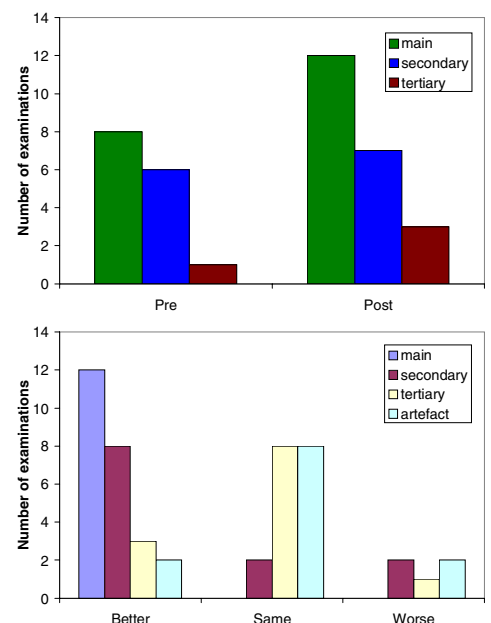 14
12
10
8
6
4
2
0
Number of examinations
main
secondary
tertiary
Pre
Post
14
12
10
8
6
4
2
0
Number of examinations
main
secondary
tertiary
artefact
Better
Same
Worse